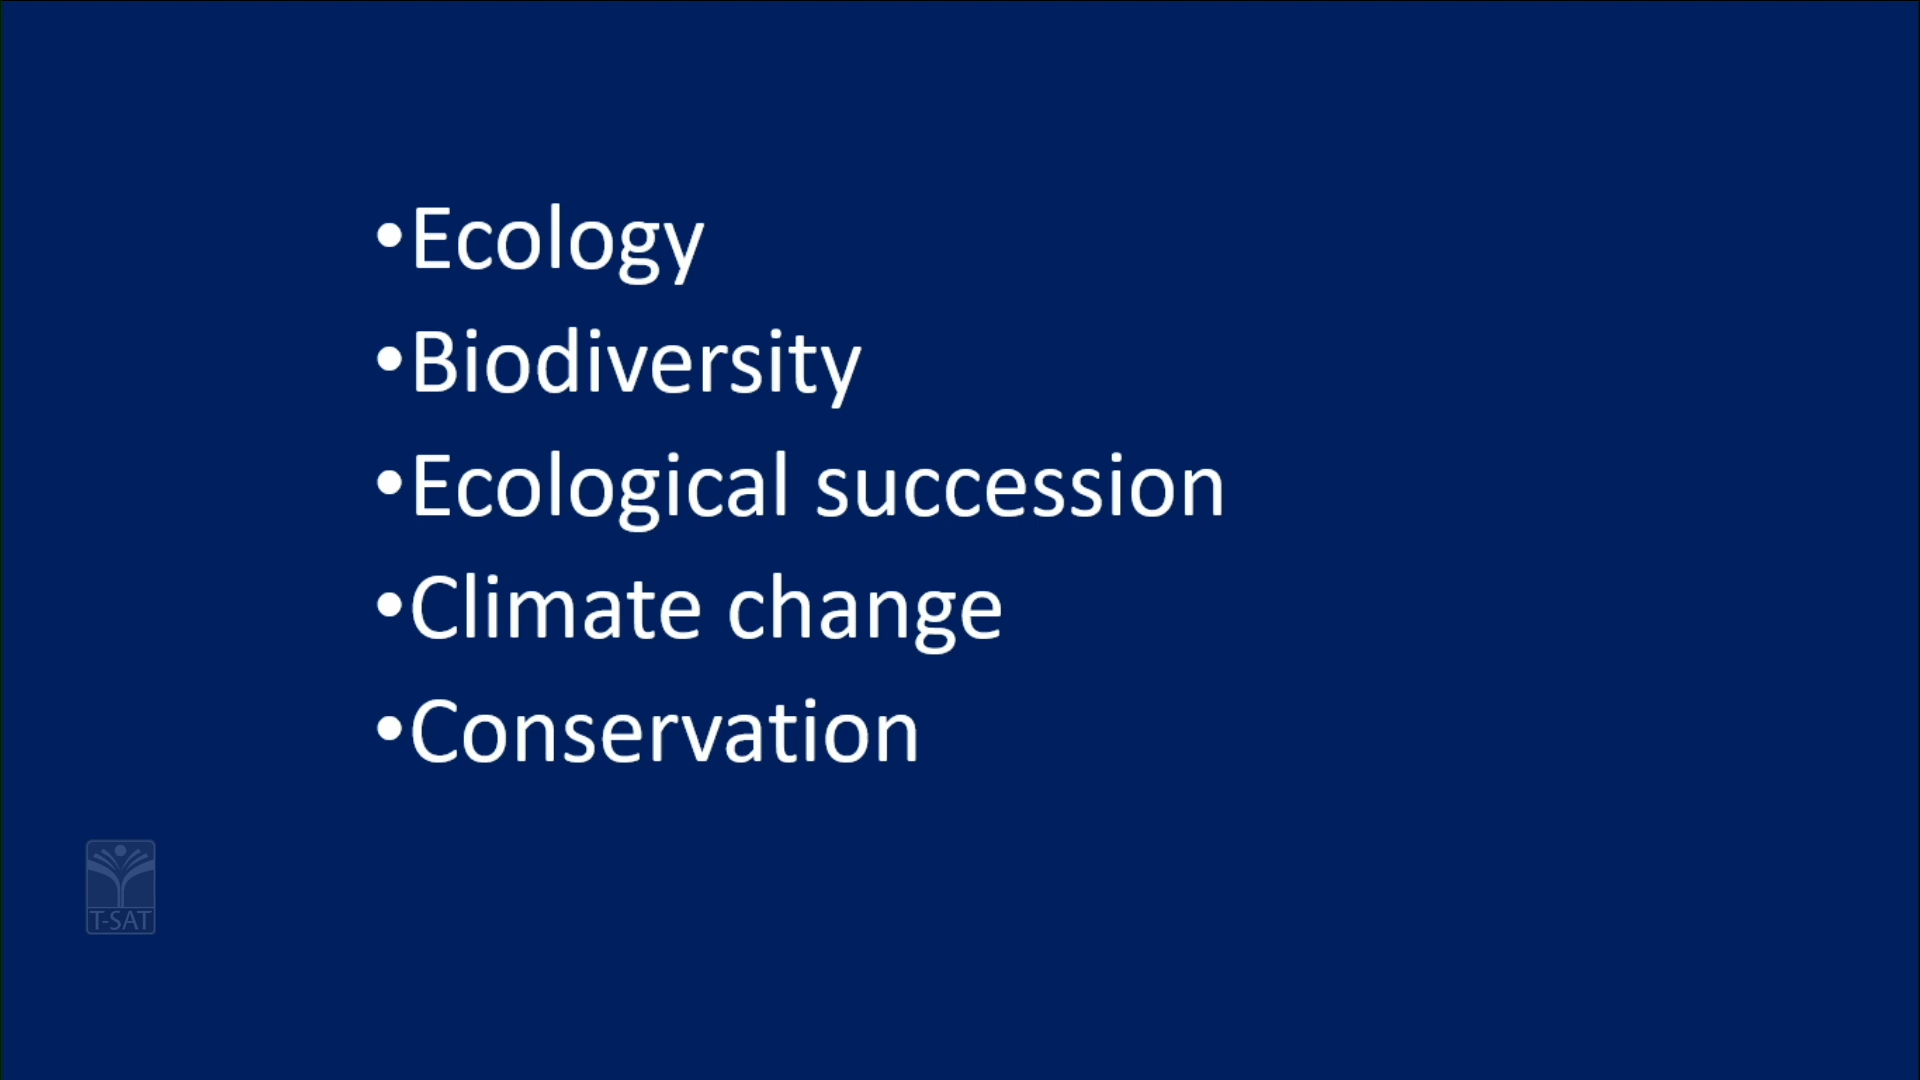 •Ecology
•Biodiversity
•Ecological succession
•Climate change
•Conservation
T-SAT